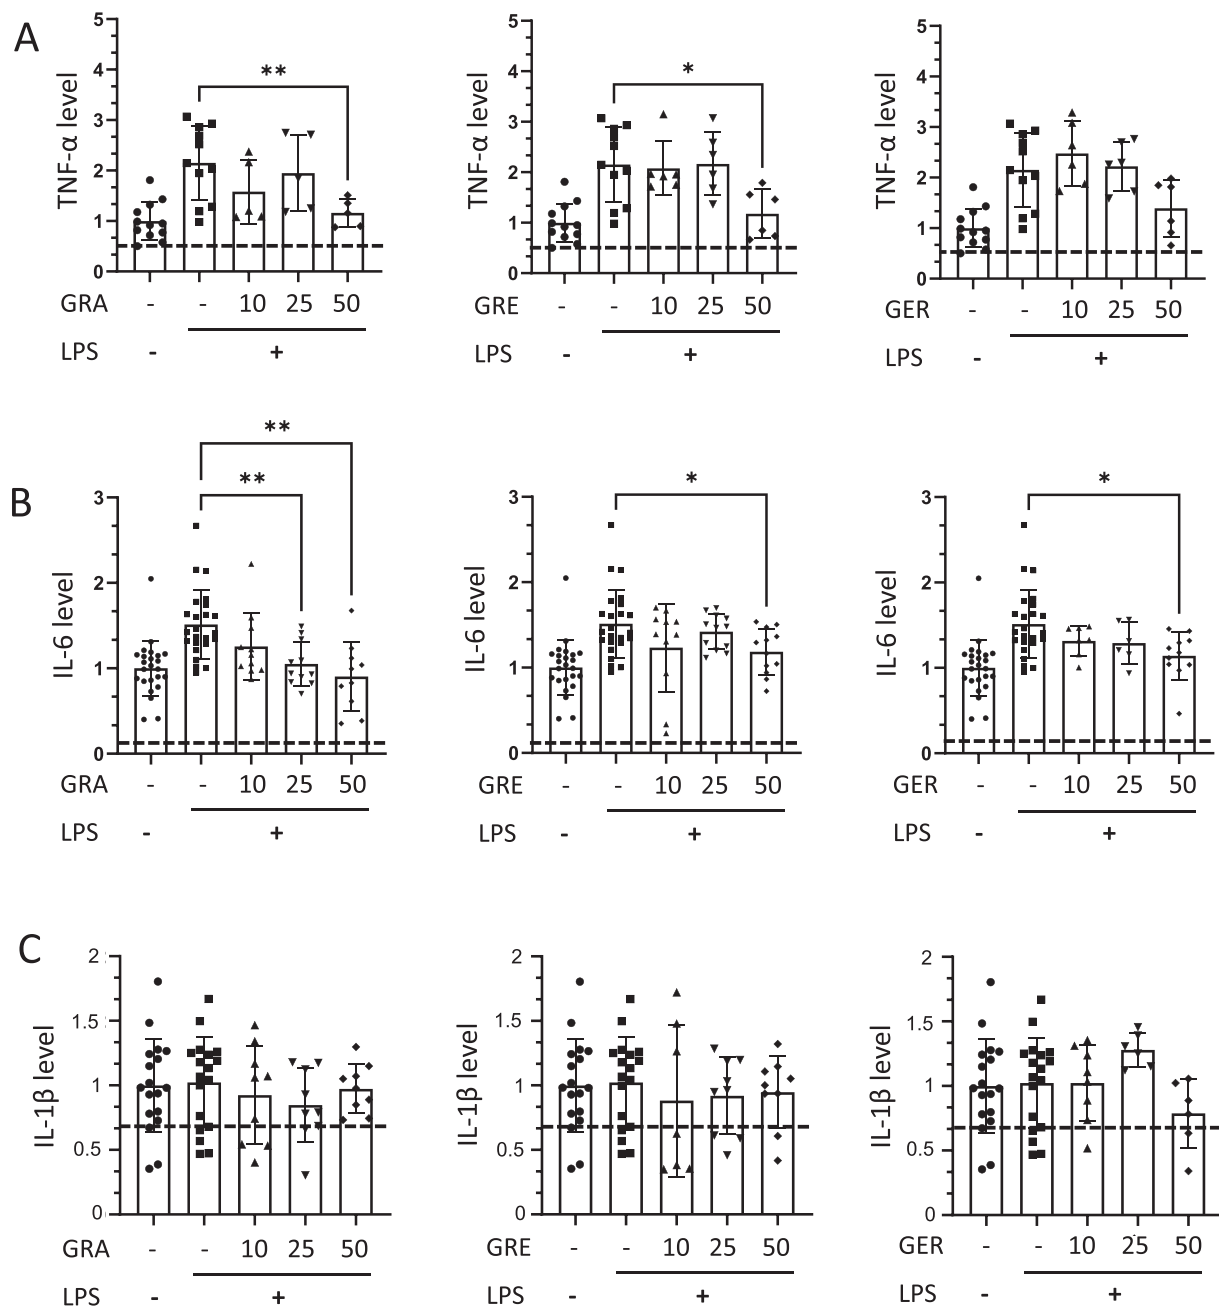 A
TNF-α level
5
4
3
2
1
0
**
GRA - - 10 25 50
LPS - +
TNF-α level
5
4
3
2
1
0
*
GRE - - 10 25 50
LPS - +
TNF-α level
5
4
3
2
1
0
GER - - 10 25 50
LPS - +
B
IL-6 level
3
2
1
0
**
**
GRA - - 10 25 50
LPS - +
IL-6 level
3
2
1
0
*
GRE - - 10 25 50
LPS - +
IL-6 level
3
2
1
0
*
GER - - 10 25 50
LPS - +
C
IL-1β level
2
1.5
1
0.5
0
GRA - - 10 25 50
LPS - +
IL-1β level
2
1.5
1
0.5
0
GRE - - 10 25 50
LPS - +
IL-1β level
2
1.5
1
0.5
0
GER - - 10 25 50
LPS - +